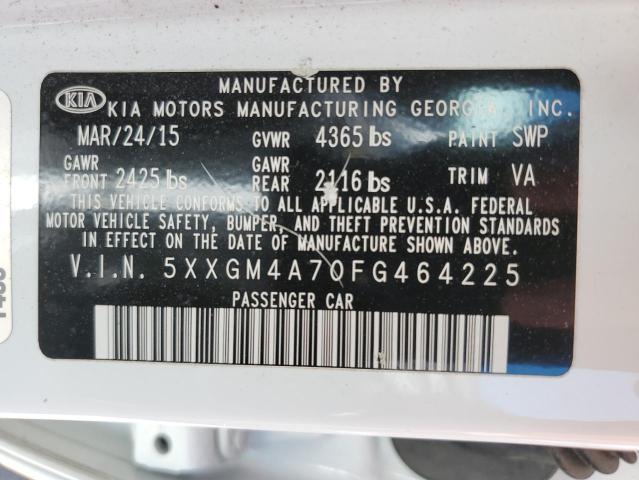 MANUFACTURED BY
KIA KIA MOTORS MANUFACTURING GEORGIA, INC.
MAR/24/15 GVWR 4365 lbs PAINT SWP
GAWR FRONT 2425 lbs GAWR REAR 2116 lbs TRIM VA
THIS VEHICLE CONFORMS TO ALL APPLICABLE U.S.A. FEDERAL
MOTOR VEHICLE SAFETY, BUMPER, AND THEFT PREVENTION STANDARDS
IN EFFECT ON THE DATE OF MANUFACTURE SHOWN ABOVE.
V.I.N. 5XXGM4A70FG464225
PASSENGER CAR